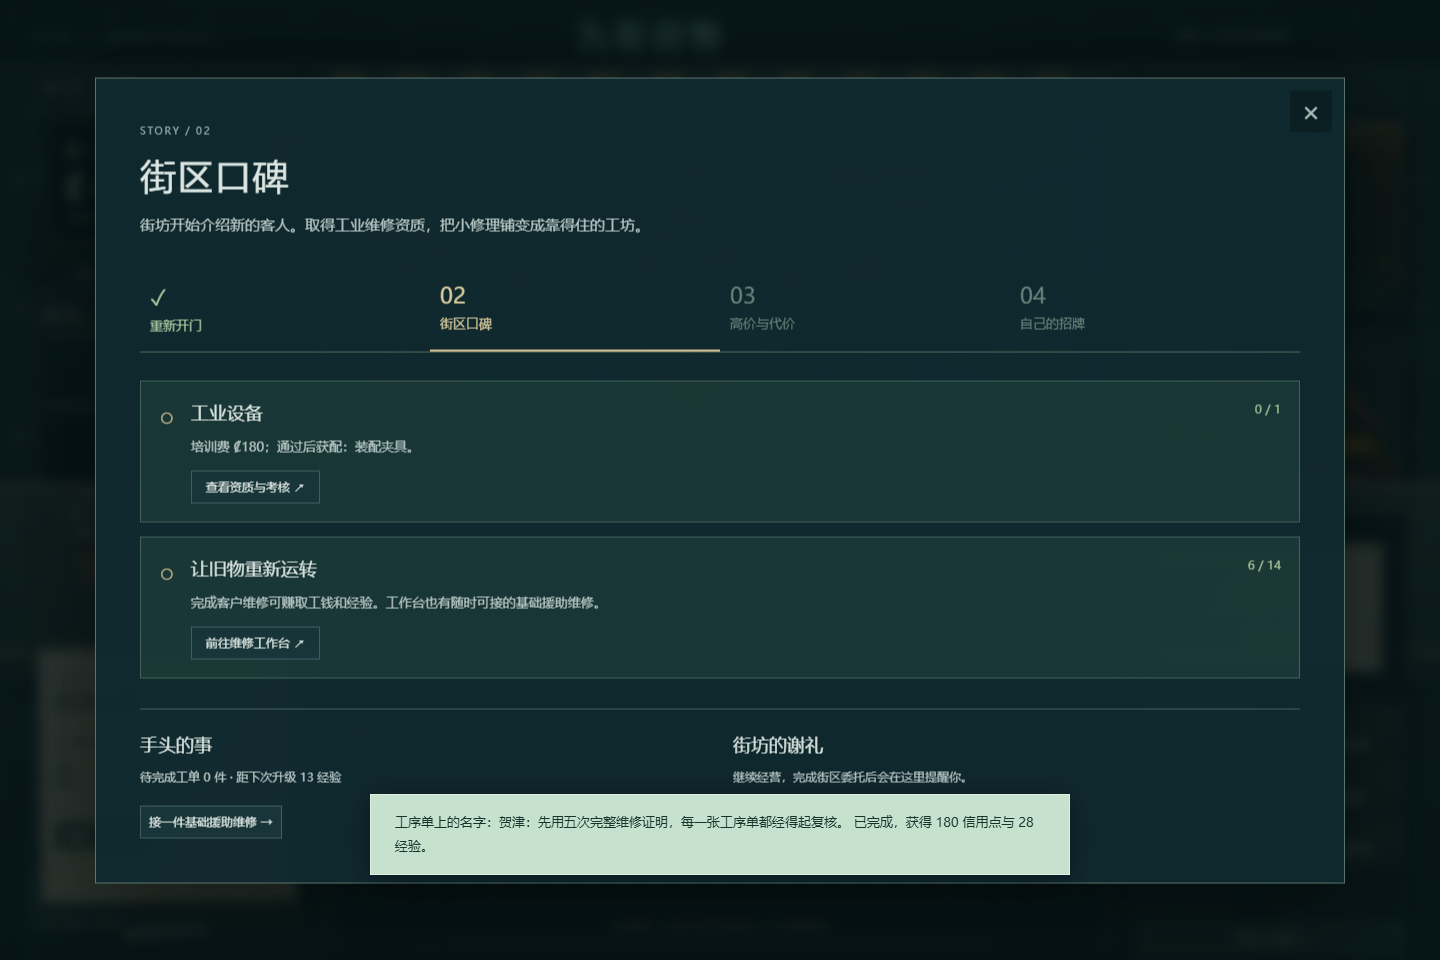 STORY / 02
街区口碑
街坊开始介绍新的客人。取得工业维修资质，把小修理铺变成靠得住的工坊。
✓ 02 03 04
重新开门 街区口碑 高价与代价 自己的招牌
工业设备 0 / 1
培训费 ₡180；通过后获配：装配夹具。
查看资质与考核 ↗
让旧物重新运转 6 / 14
完成客户维修可赚取工钱和经验。工作台也有随时可接的基础援助维修。
前往维修工作台 ↗
手头的事
待完成工单 0 件 · 距下次升级 13 经验
接一件基础援助维修 →
街坊的谢礼
继续经营，完成街区委托后会在这里提醒你。
工序单上的名字：贺津：先用五次完整维修证明，每一张工序单都经得起复核。 已完成，获得 180 信用点与 28
经验。